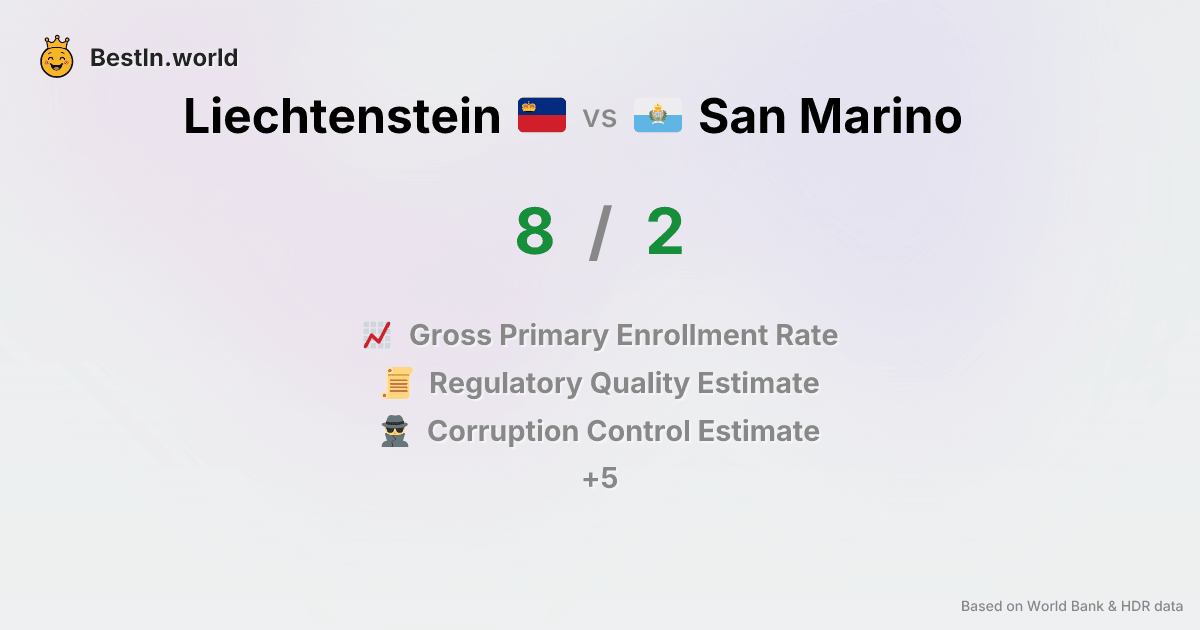 BestIn.world
Liechtenstein vs San Marino
8 / 2
Gross Primary Enrollment Rate
Regulatory Quality Estimate
Corruption Control Estimate
+5
Based on World Bank & HDR data